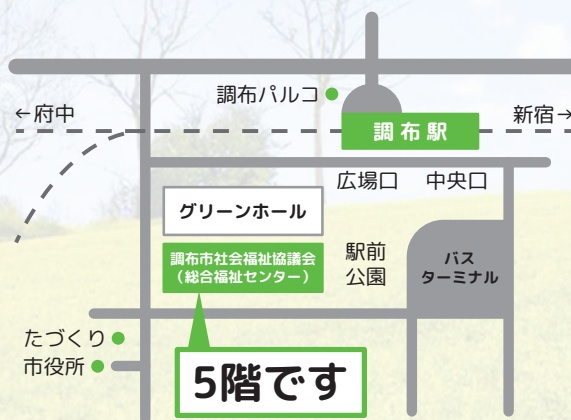 調布パルコ
←府中
新宿→
調布駅
広場口 中央口
グリーンホール
調布市社会福祉協議会
（総合福祉センター）
駅前
公園
バス
ターミナル
たづくり
市役所
5階です